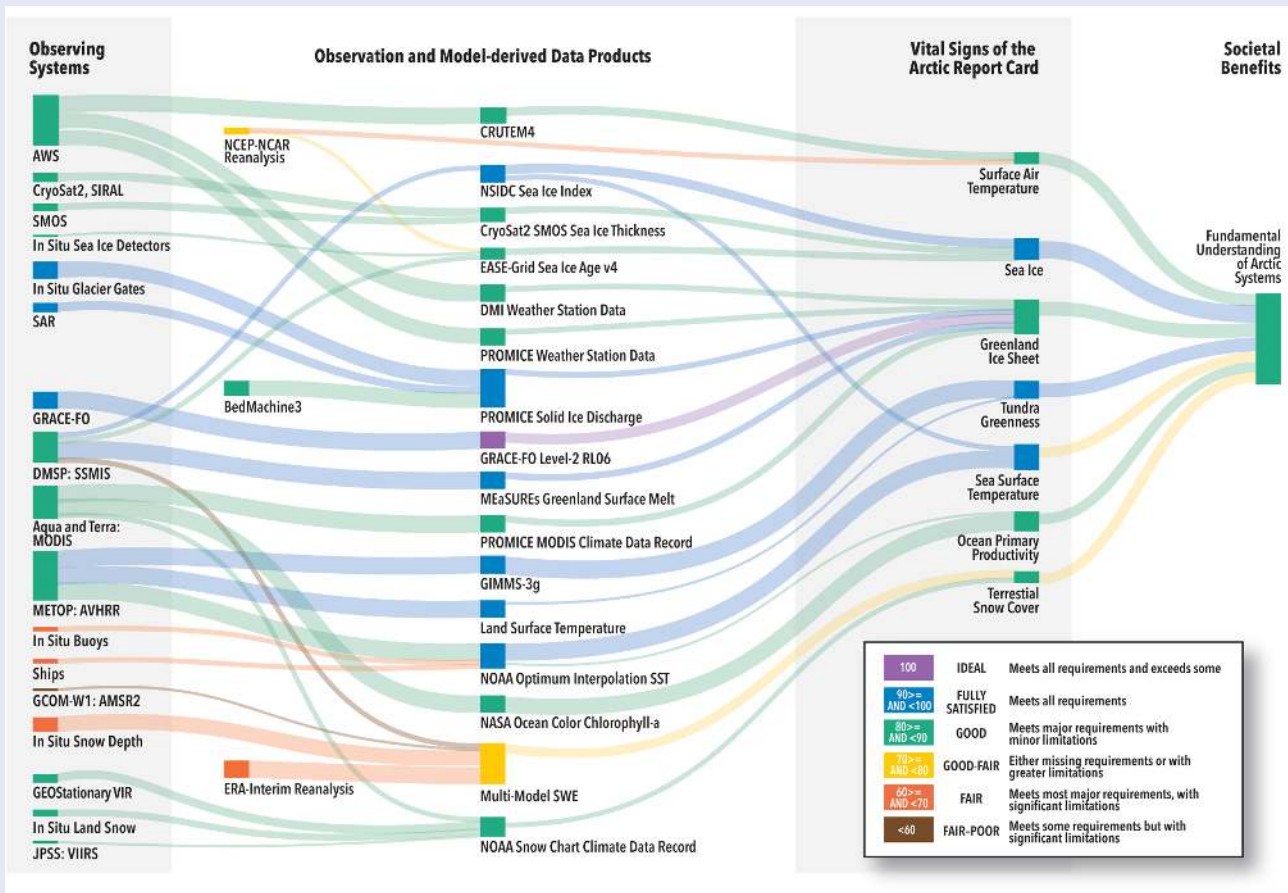 Observing
Systems
Observation and Model-derived Data Products
Vital Signs of the
Arctic Report Card
Societal
Benefits
AWS
CryoSat2, SIRAL
SMOS
In Situ Sea Ice Detectors
In Situ Glacier Gates
SAR
GRACE-FO
DMSP: SSMIS
Aqua and Terra:
MODIS
METOP: AVHRR
In Situ Buoys
Ships
GCOM-W1: AMSR2
In Situ Snow Depth
GEOStationary VIR
In Situ Land Snow
JPSS: VIIRS
NCEP-NCAR
Reanalysis
BedMachine3
ERA-Interim Reanalysis
CRUTEM4
NSIDC Sea Ice Index
CryoSat2 SMOS Sea Ice Thickness
EASE-Grid Sea Ice Age v4
DMI Weather Station Data
PROMICE Weather Station Data
PROMICE Solid Ice Discharge
GRACE-FO Level-2 RL06
MEaSUREs Greenland Surface Melt
PROMICE MODIS Climate Data Record
GIMMS-3g
Land Surface Temperature
NOAA Optimum Interpolation SST
NASA Ocean Color Chlorophyll-a
Multi-Model SWE
NOAA Snow Chart Climate Data Record
Surface Air
Temperature
Sea Ice
Greenland
Ice Sheet
Tundra
Greenness
Sea Surface
Temperature
Ocean Primary
Productivity
Terrestial
Snow Cover
Fundamental
Understanding
of Arctic
Systems
100 IDEAL Meets all requirements and exceeds some
90>=
AND <100
FULLY
SATISFIED
Meets all requirements
80>=
AND <90
GOOD
Meets major requirements with
minor limitations
70>=
AND <80
GOOD-FAIR
Either missing requirements or with
greater limitations
60>=
AND <70
FAIR
Meets most major requirements, with
significant limitations
<60
FAIR-POOR
Meets some requirements but with
significant limitations